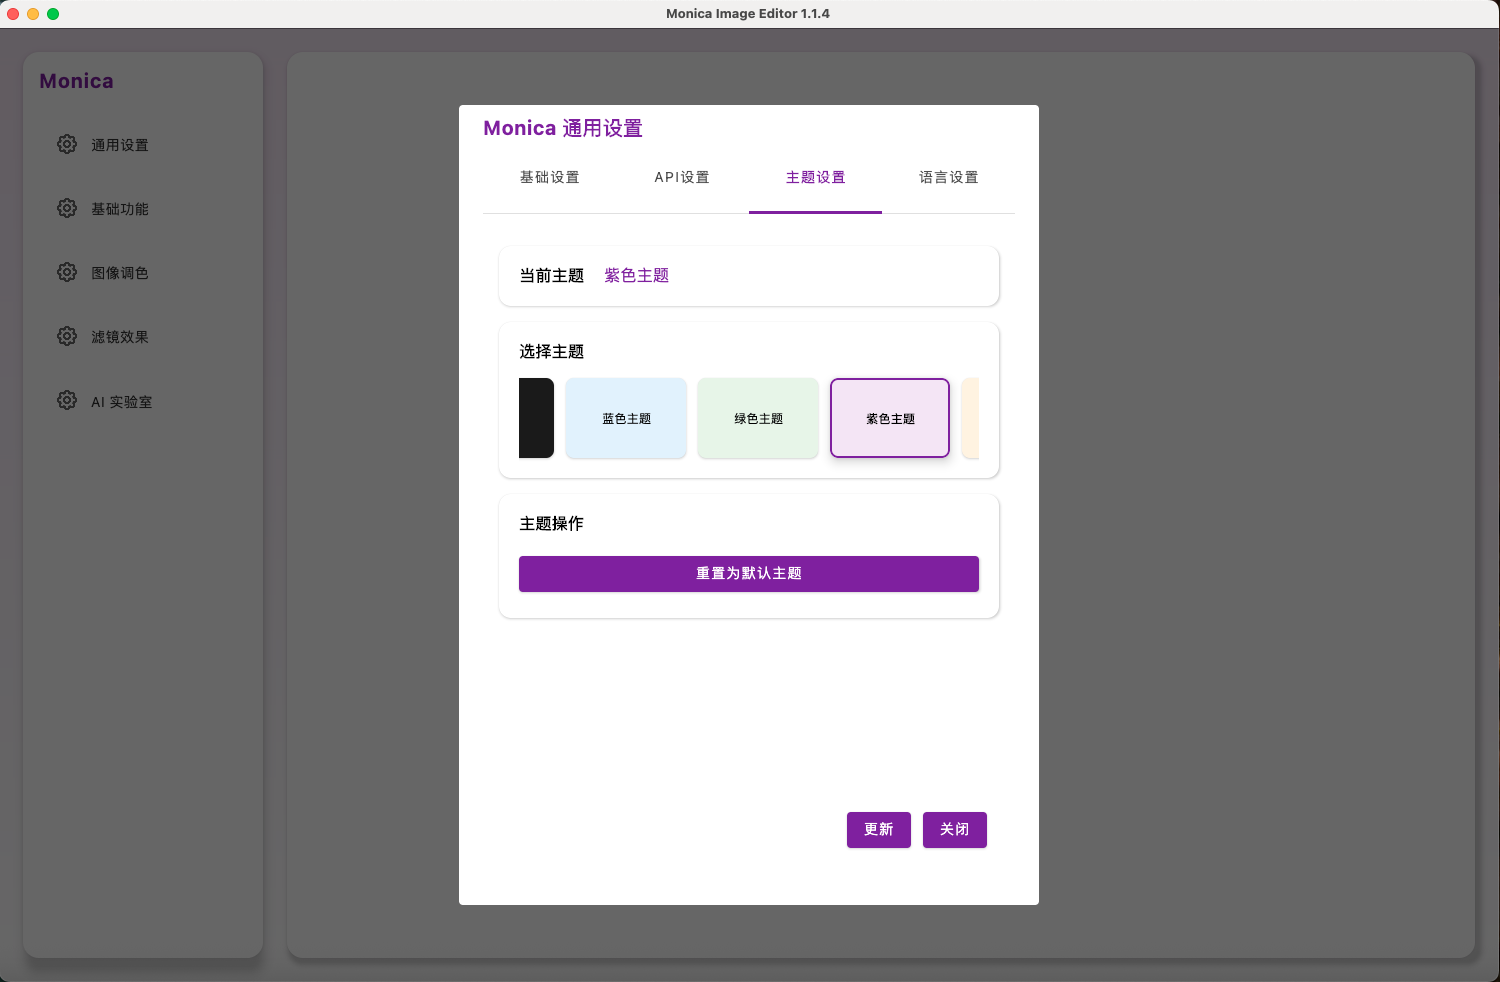 Monica Image Editor 1.1.4
Monica
通用设置
基础功能
图像调色
滤镜效果
AI 实验室
Monica 通用设置
基础设置
API设置
主题设置
语言设置
当前主题 紫色主题
选择主题
蓝色主题
绿色主题
紫色主题
主题操作
重置为默认主题
更新
关闭